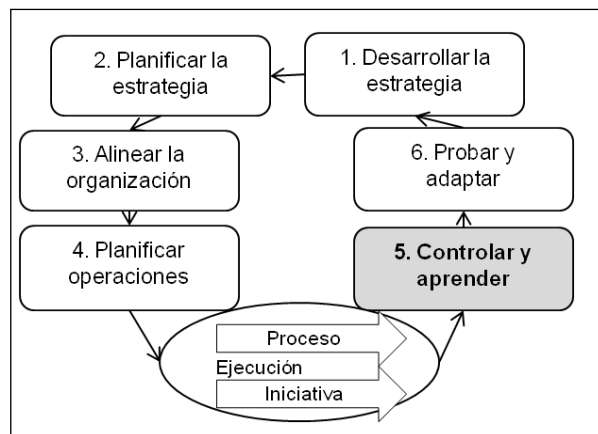 2. Planificar la
estrategia
1. Desarrollar la
estrategia
3. Alinear la
organización
6. Probar y
adaptar
4. Planificar
operaciones
5. Controlar y
aprender
Proceso
Ejecución
Iniciativa